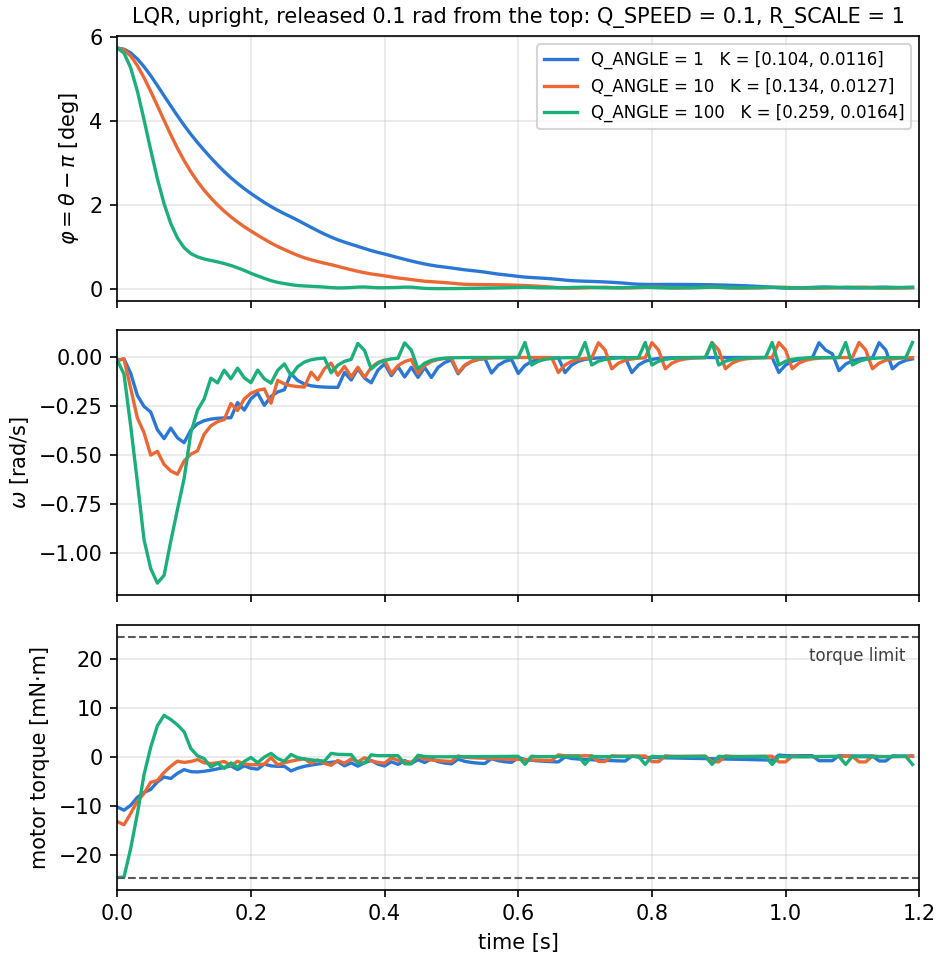 LQR, upright, released 0.1 rad from the top: Q_SPEED = 0.1, R_SCALE = 1
6
4
2
0
φ = θ − π [deg]
Q_ANGLE = 1 K = [0.104, 0.0116]
Q_ANGLE = 10 K = [0.134, 0.0127]
Q_ANGLE = 100 K = [0.259, 0.0164]
0.00
−0.25
−0.50
−0.75
−1.00
ω [rad/s]
20
10
0
−10
−20
motor torque [mN·m]
torque limit
0.0 0.2 0.4 0.6 0.8 1.0 1.2
time [s]